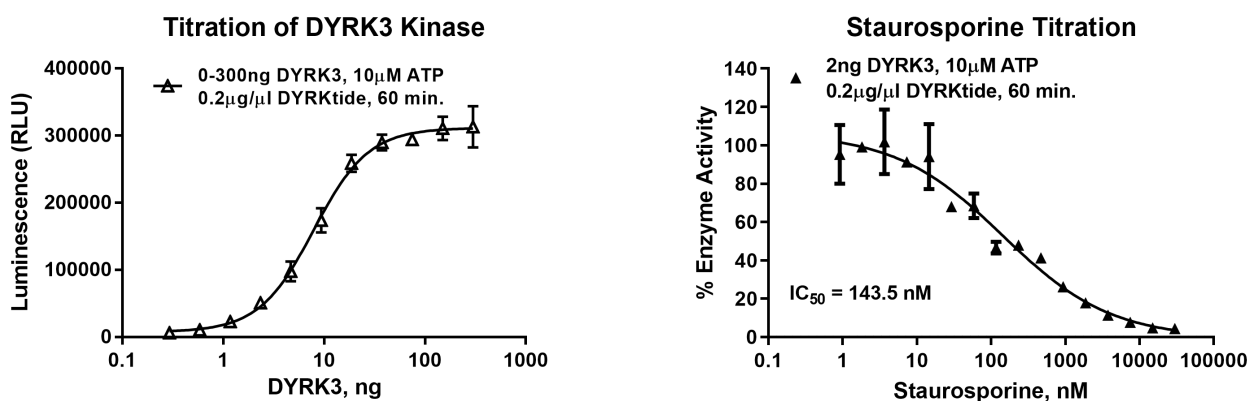 Titration of DYRK3 Kinase
400000
300000
200000
100000
0
Luminescence (RLU)
0-300ng DYRK3, 10μM ATP
0.2μg/μl DYRKtide, 60 min.
0.1 1 10 100 1000
DYRK3, ng
Staurosporine Titration
140
120
100
80
60
40
20
0
% Enzyme Activity
2ng DYRK3, 10μM ATP
0.2μg/μl DYRKtide, 60 min.
IC50 = 143.5 nM
0.1 1 10 100 1000 10000 100000
Staurosporine, nM